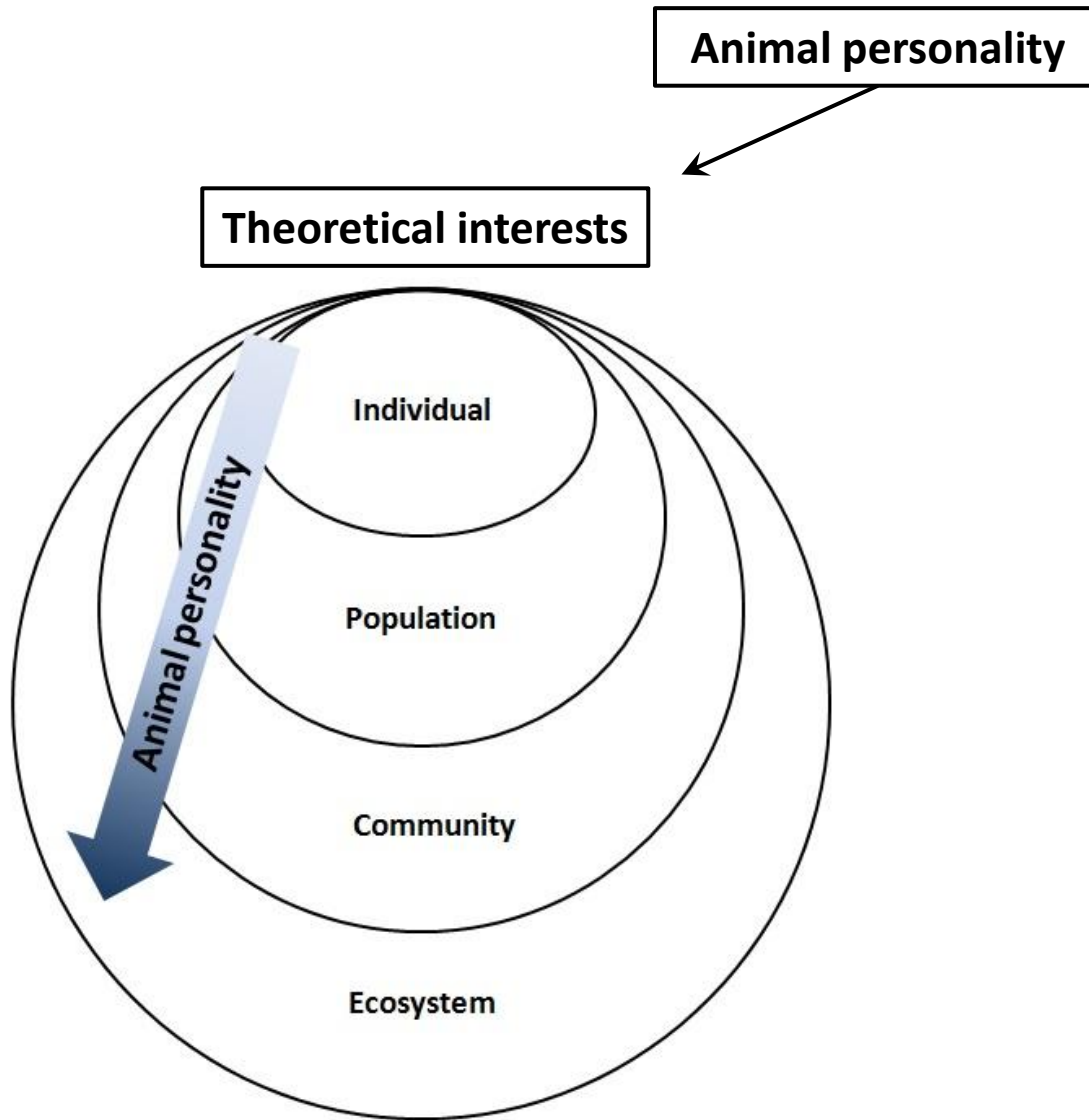 Animal personality
Theoretical interests
Individual
Animal personality
Population
Community
Ecosystem